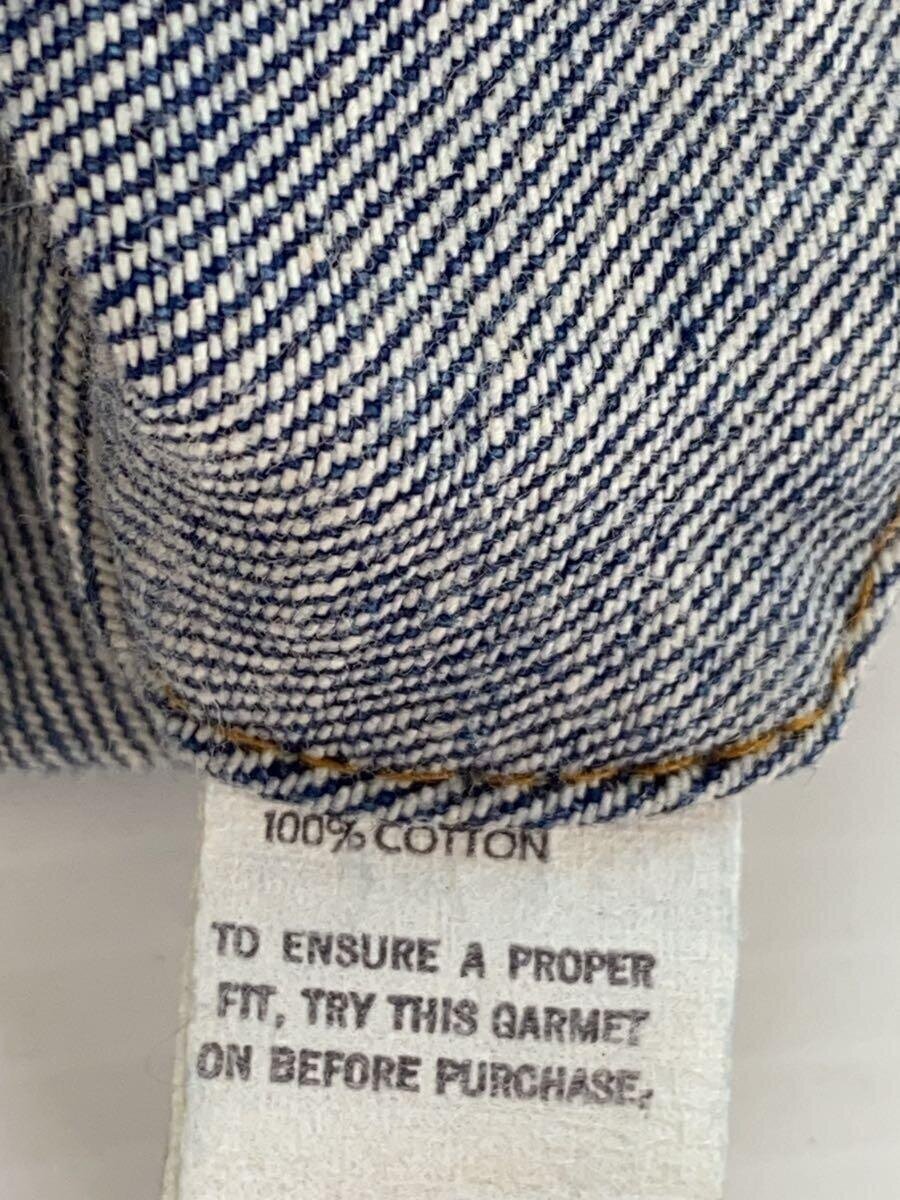 100% COTTON
TO ENSURE A PROPER
FIT, TRY THIS GARMET
ON BEFORE PURCHASE.